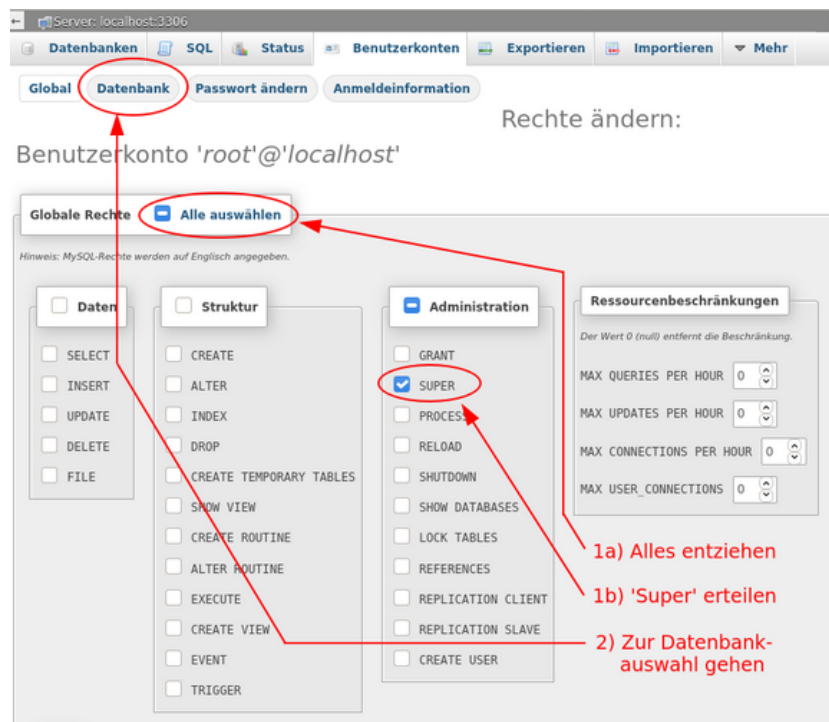 Server: localhost:3306
Datenbanken SQL Status Benutzerkonten Exportieren Importieren Mehr
Global Datenbank Passwort ändern Anmeldeinformation
Rechte ändern:
Benutzerkonto 'root'@'localhost'
Globale Rechte Alle auswählen
Hinweis: MySQL-Rechte werden auf Englisch angegeben.
Daten
SELECT
INSERT
UPDATE
DELETE
FILE
Struktur
CREATE
ALTER
INDEX
DROP
CREATE TEMPORARY TABLES
SHOW VIEW
CREATE ROUTINE
ALTER ROUTINE
EXECUTE
CREATE VIEW
EVENT
TRIGGER
Administration
GRANT
SUPER
PROCESS
RELOAD
SHUTDOWN
SHOW DATABASES
LOCK TABLES
REFERENCES
REPLICATION CLIENT
REPLICATION SLAVE
CREATE USER
Ressourcenbeschränkungen
Der Wert 0 (null) entfernt die Beschränkung.
MAX QUERIES PER HOUR 0
MAX UPDATES PER HOUR 0
MAX CONNECTIONS PER HOUR 0
MAX USER_CONNECTIONS 0
1a) Alles entziehen
1b) 'Super' erteilen
2) Zur Datenbank-
auswahl gehen